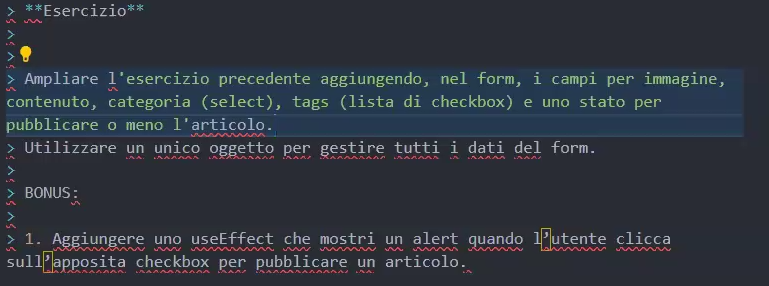 > **Esercizio**
>
>
> Ampliare l'esercizio precedente aggiungendo, nel form, i campi per immagine,
contenuto, categoria (select), tags (lista di checkbox) e uno stato per
pubblicare o meno l'articolo.
> Utilizzare un unico oggetto per gestire tutti i dati del form.
>
> BONUS:
>
> 1. Aggiungere uno useEffect che mostri un alert quando l’utente clicca
sull’apposita checkbox per pubblicare un articolo.